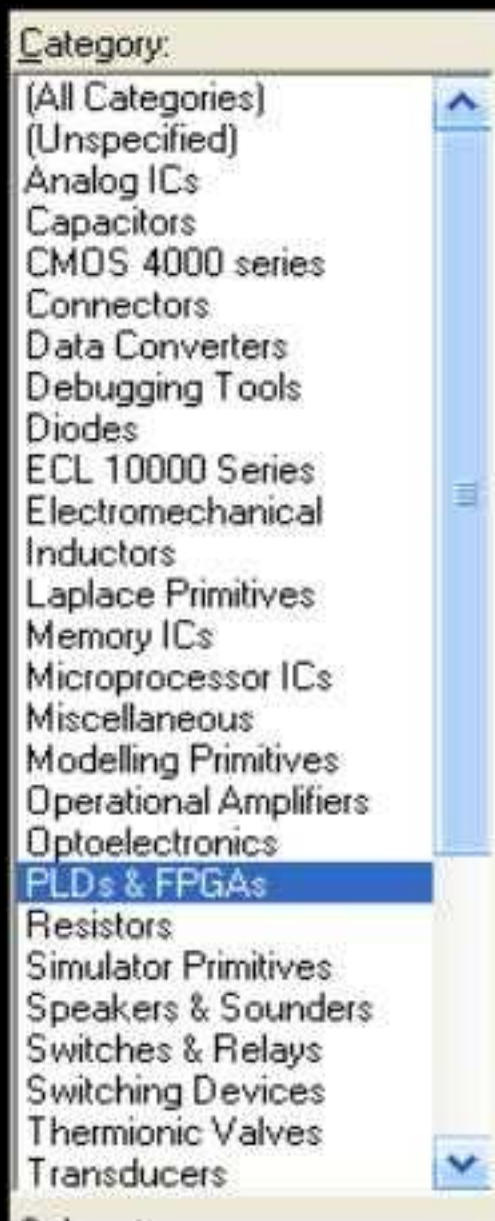 Category:
(All Categories)
(Unspecified)
Analog ICs
Capacitors
CMOS 4000 series
Connectors
Data Converters
Debugging Tools
Diodes
ECL 10000 Series
Electromechanical
Inductors
Laplace Primitives
Memory ICs
Microprocessor ICs
Miscellaneous
Modelling Primitives
Operational Amplifiers
Optoelectronics
PLDs & FPGAs
Resistors
Simulator Primitives
Speakers & Sounders
Switches & Relays
Switching Devices
Thermionic Valves
Transducers